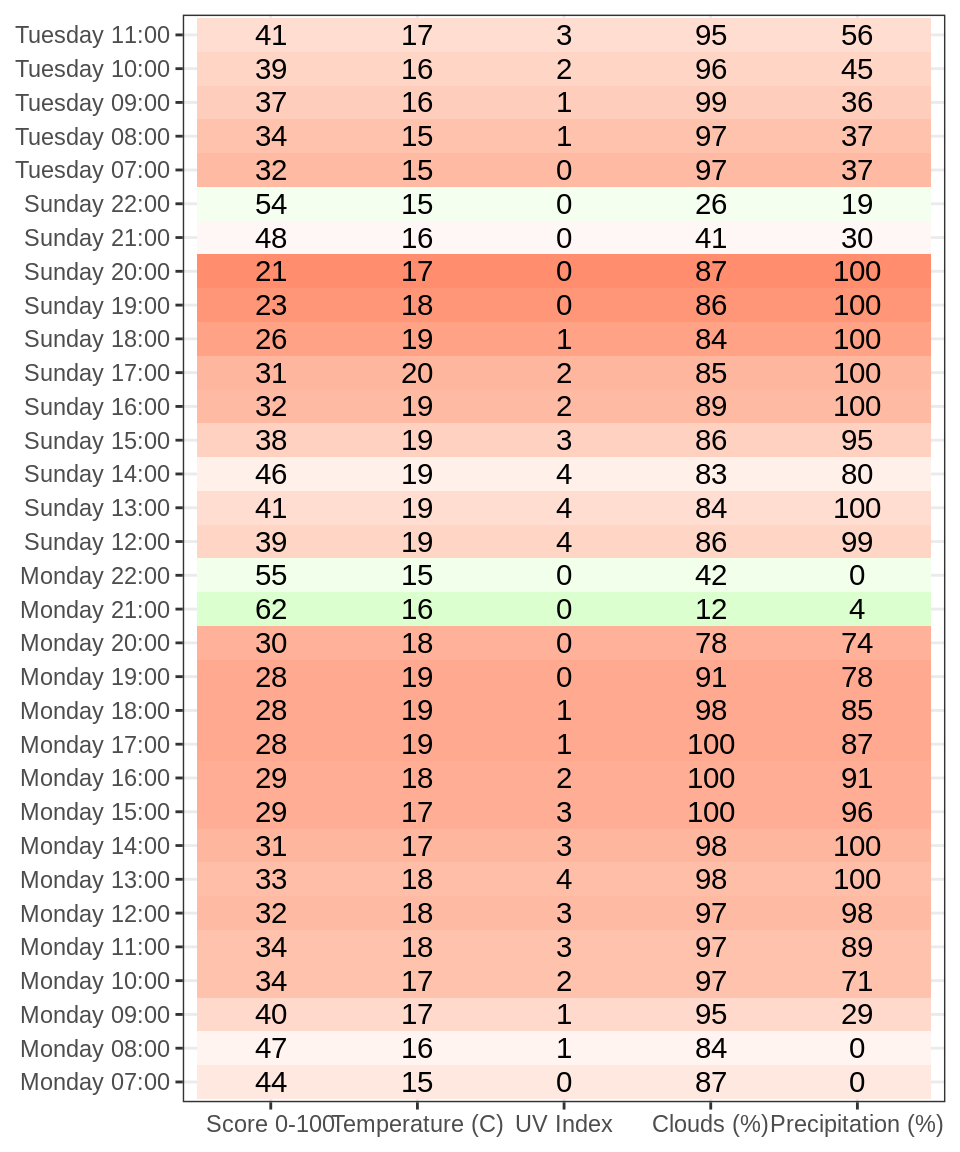 Tuesday 11:00 41 17 3 95 56
Tuesday 10:00 39 16 2 96 45
Tuesday 09:00 37 16 1 99 36
Tuesday 08:00 34 15 1 97 37
Tuesday 07:00 32 15 0 97 37
Sunday 22:00 54 15 0 26 19
Sunday 21:00 48 16 0 41 30
Sunday 20:00 21 17 0 87 100
Sunday 19:00 23 18 0 86 100
Sunday 18:00 26 19 1 84 100
Sunday 17:00 31 20 2 85 100
Sunday 16:00 32 19 2 89 100
Sunday 15:00 38 19 3 86 95
Sunday 14:00 46 19 4 83 80
Sunday 13:00 41 19 4 84 100
Sunday 12:00 39 19 4 86 99
Monday 22:00 55 15 0 42 0
Monday 21:00 62 16 0 12 4
Monday 20:00 30 18 0 78 74
Monday 19:00 28 19 0 91 78
Monday 18:00 28 19 1 98 85
Monday 17:00 28 19 1 100 87
Monday 16:00 29 18 2 100 91
Monday 15:00 29 17 3 100 96
Monday 14:00 31 17 3 98 100
Monday 13:00 33 18 4 98 100
Monday 12:00 32 18 3 97 98
Monday 11:00 34 18 3 97 89
Monday 10:00 34 17 2 97 71
Monday 09:00 40 17 1 95 29
Monday 08:00 47 16 1 84 0
Monday 07:00 44 15 0 87 0
Score 0-100 Temperature (C) UV Index Clouds (%) Precipitation (%)